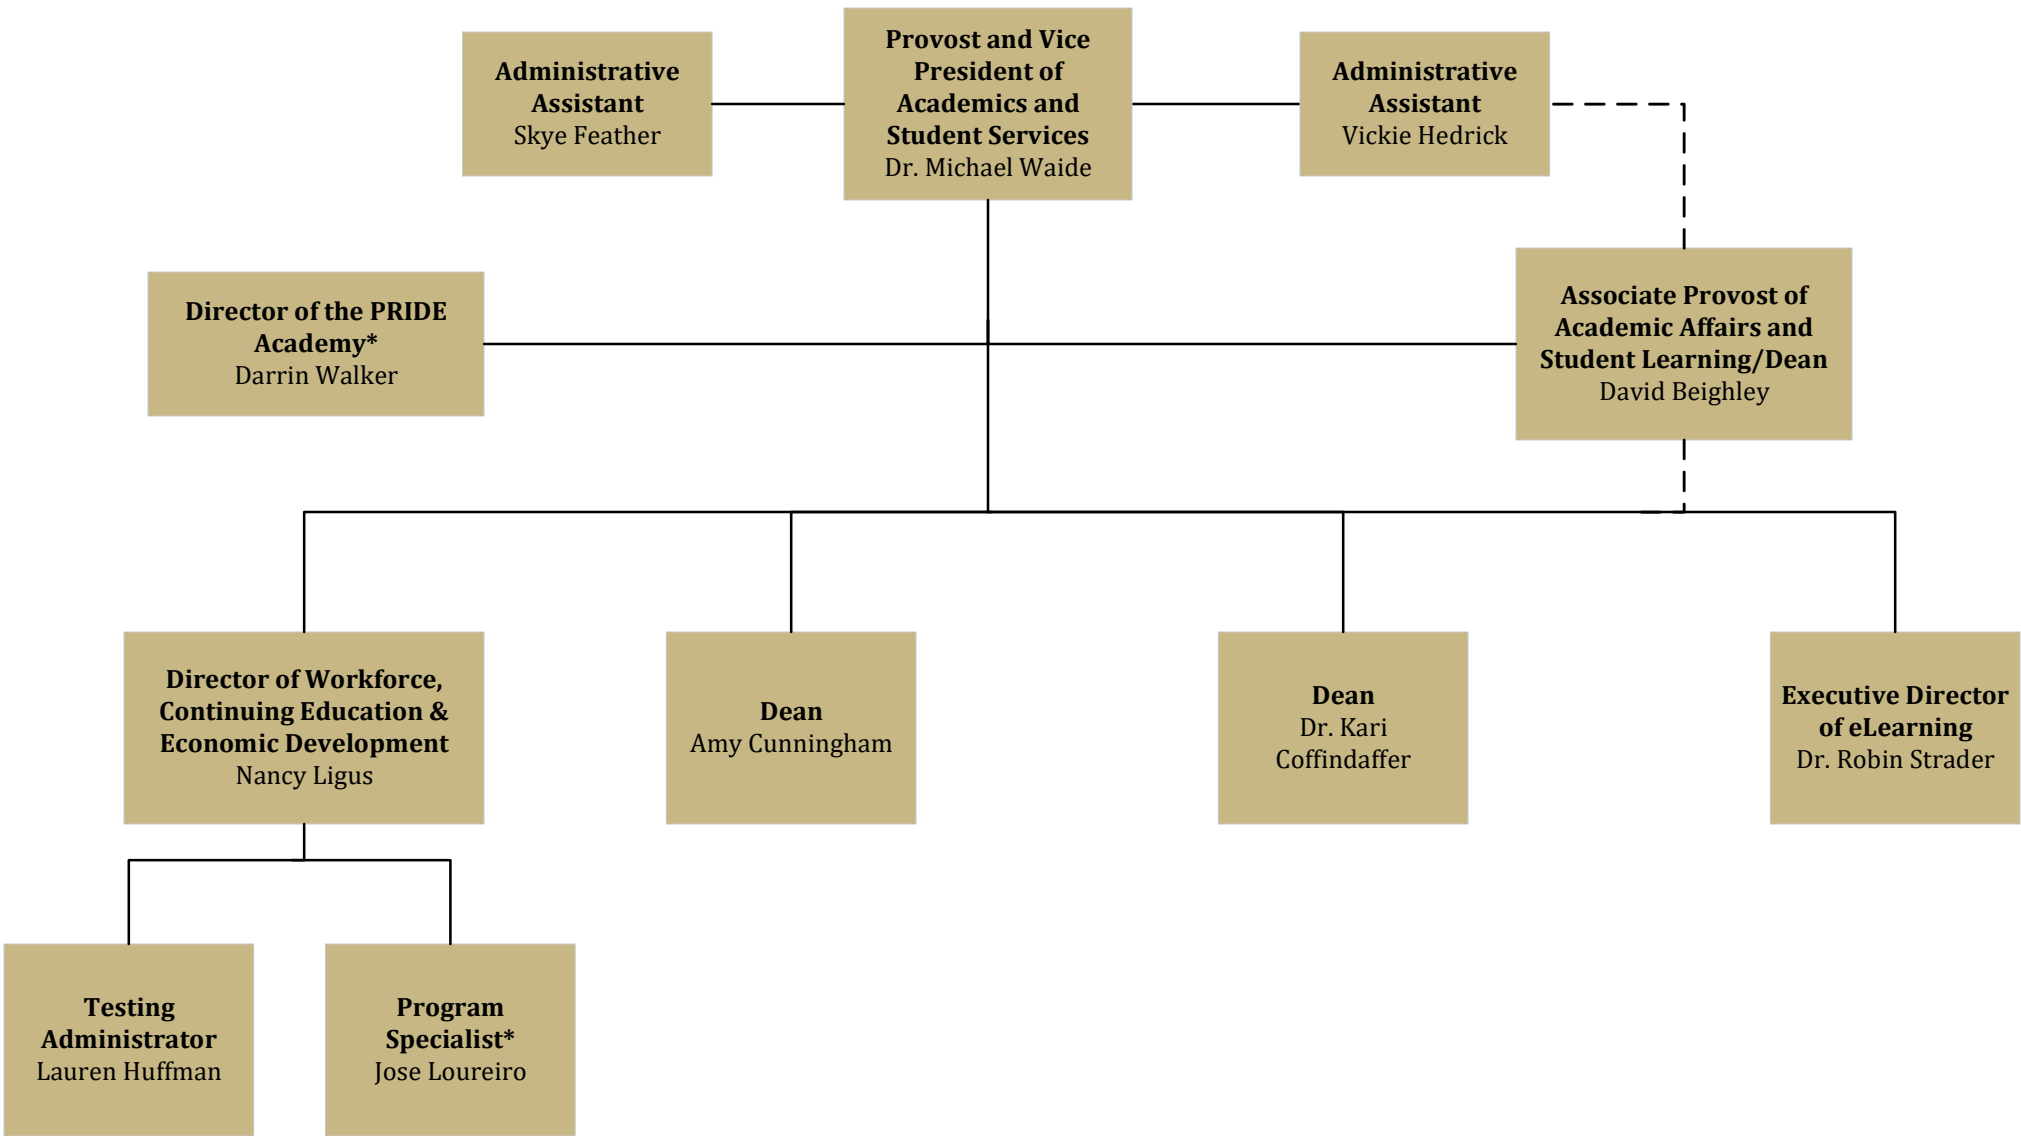 Administrative
Assistant
Skye Feather
Provost and Vice
President of
Academics and
Student Services
Dr. Michael Waide
Administrative
Assistant
Vickie Hedrick
Director of the PRIDE
Academy*
Darrin Walker
Associate Provost of
Academic Affairs and
Student Learning/Dean
David Beighley
Director of Workforce,
Continuing Education &
Economic Development
Nancy Ligus
Dean
Amy Cunningham
Dean
Dr. Kari
Coffindaffer
Executive Director
of eLearning
Dr. Robin Strader
Testing
Administrator
Lauren Huffman
Program
Specialist*
Jose Loureiro